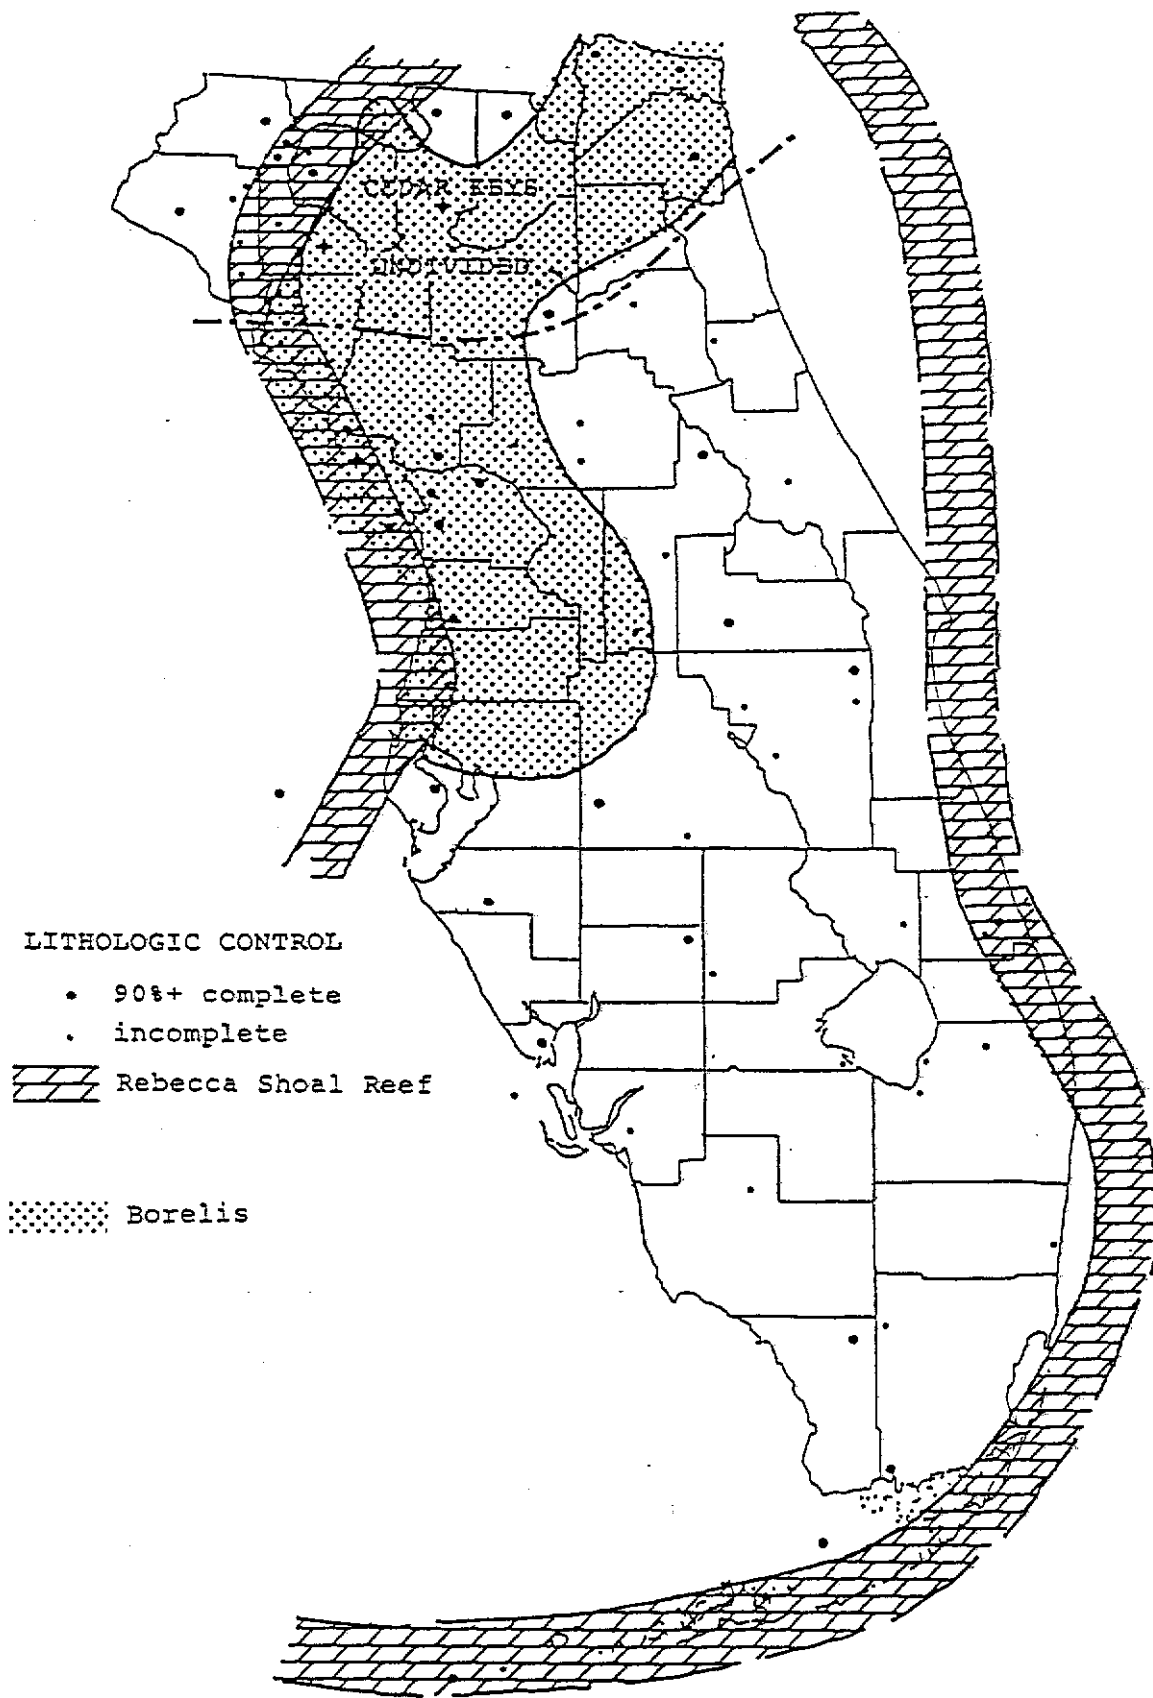 CEDAR KEYS
UNDIVIDED
LITHOLOGIC CONTROL
90%+ complete
incomplete
Rebecca Shoal Reef
Borelis